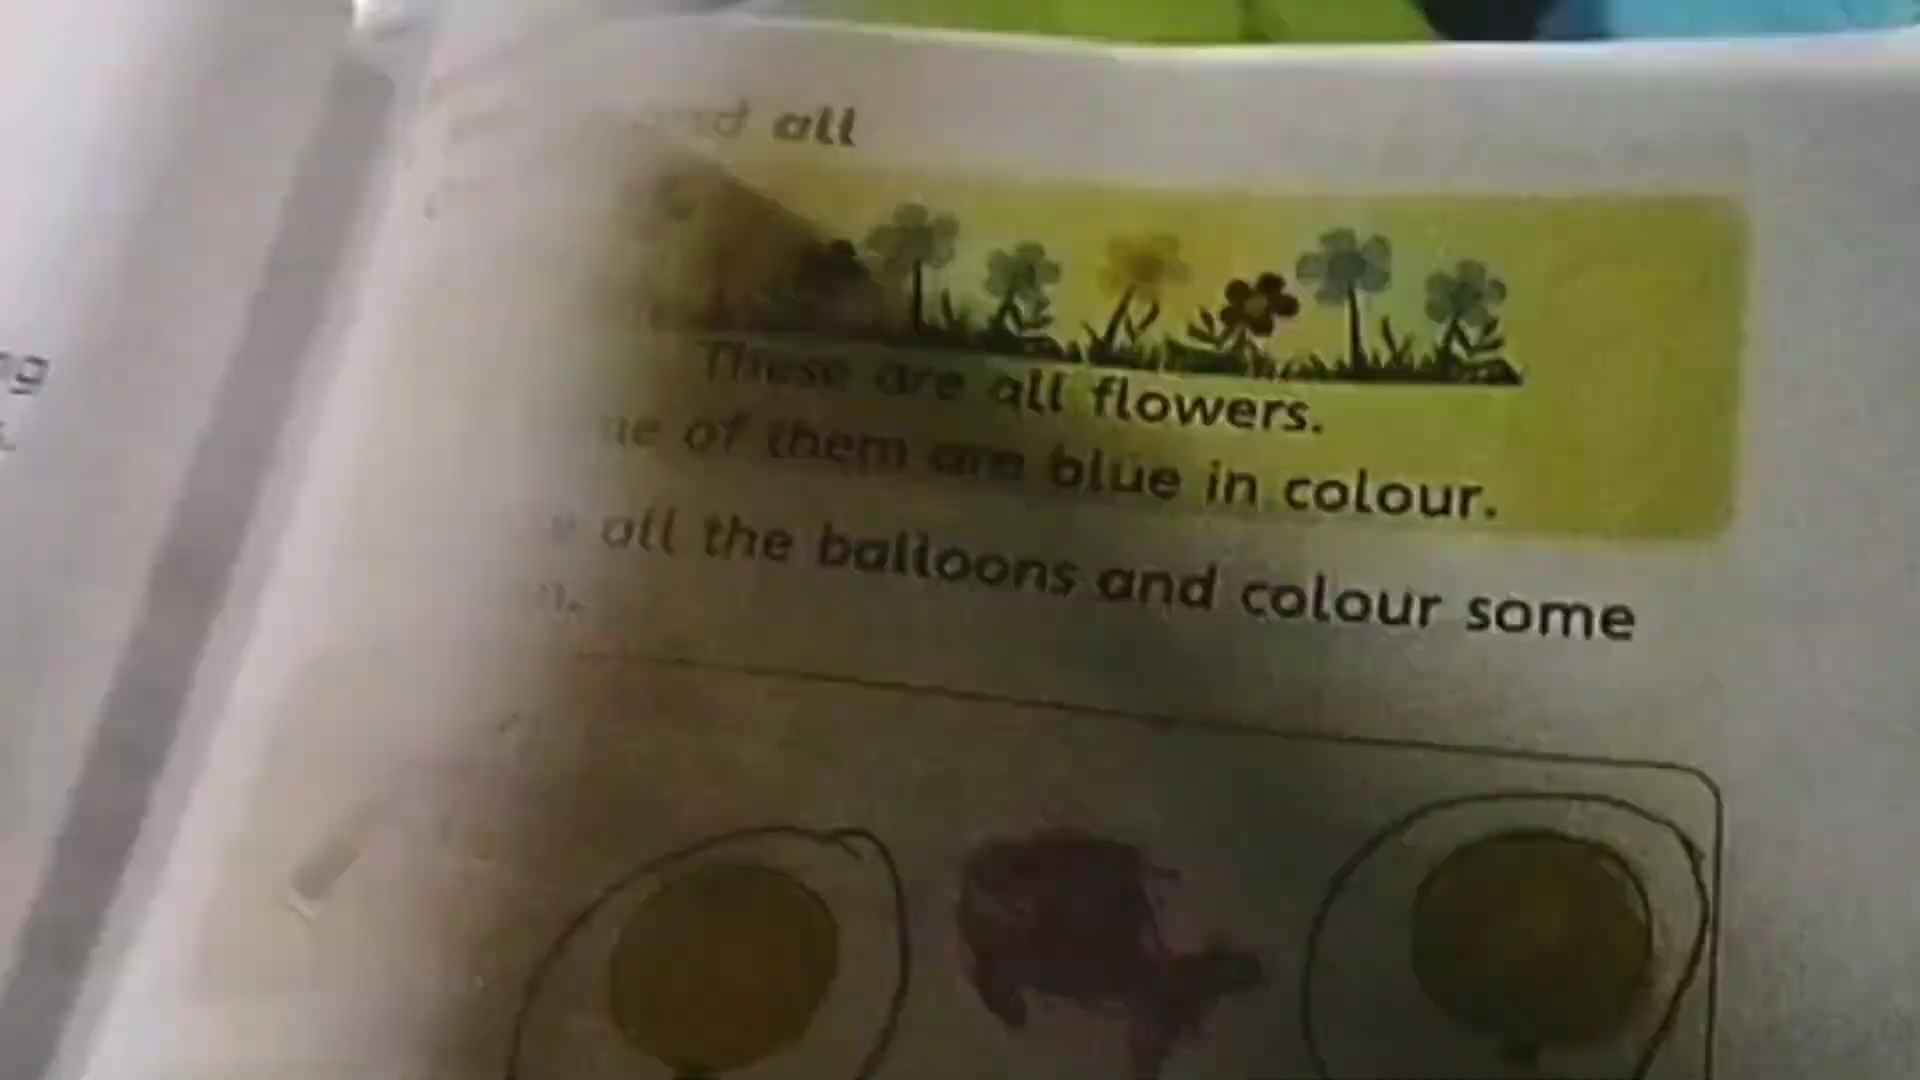 all
These are all flowers.
of them are blue in colour.
all the balloons and colour some